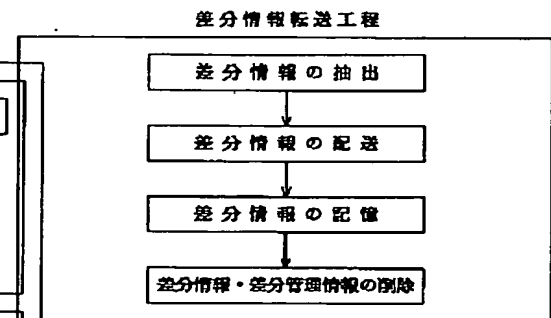 差分情報転送工程
差分情報の抽出
差分情報の配送
差分情報の記憶
差分情報・差分管理情報の削除